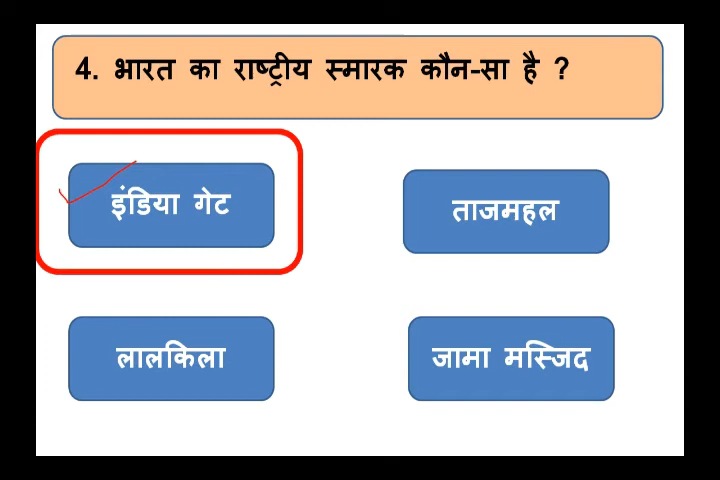 4. भारत का राष्ट्रीय स्मारक कौन-सा है ?
इंडिया गेट
ताजमहल
लालकिला
जामा मस्जिद